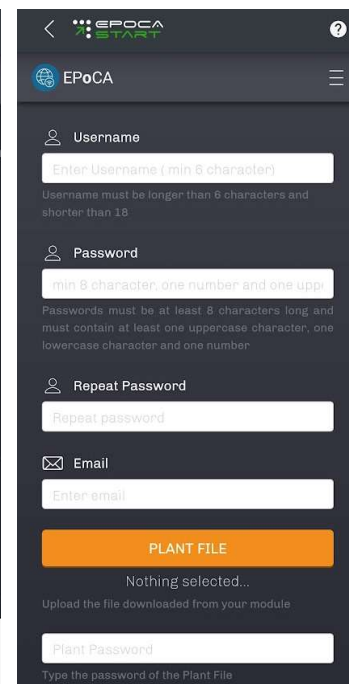 EPOCA
START
?
EPoCA
Username
Enter Username ( min 6 character)
Username must be longer than 6 characters and
shorter than 18
Password
min 8 character, one number and one uppe
Passwords must be at least 8 characters long and
must contain at least one uppercase character, one
lowercase character and one number
Repeat Password
Repeat password
Email
Enter email
PLANT FILE
Nothing selected...
Upload the file downloaded from your module
Plant Password
Type the password of the Plant File